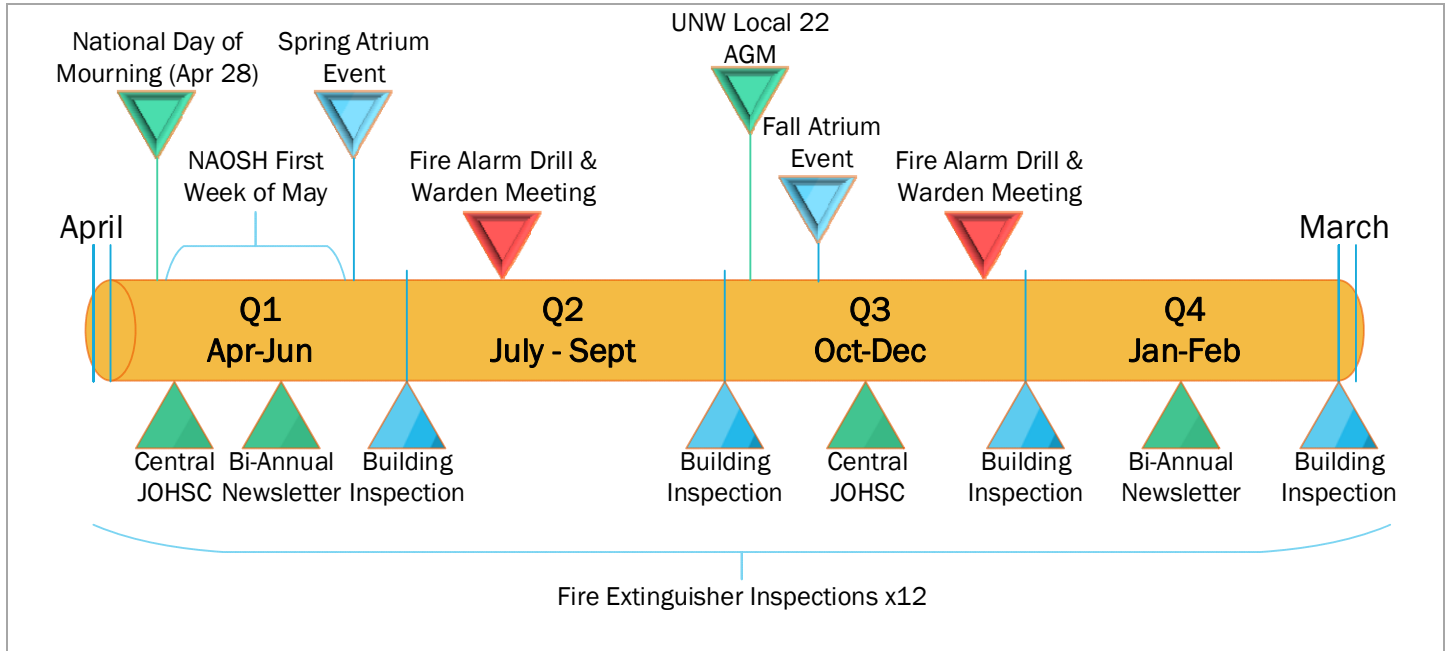 National Day of
Mourning (Apr 28)
Spring Atrium
Event
UNW Local 22
AGM
NAOSH First
Week of May
Fire Alarm Drill &
Warden Meeting
Fall Atrium
Event
Fire Alarm Drill &
Warden Meeting
April
March
Q1
Apr-Jun
Q2
July - Sept
Q3
Oct-Dec
Q4
Jan-Feb
Central
JOHSC
Bi-Annual
Newsletter
Building
Inspection
Building
Inspection
Central
JOHSC
Building
Inspection
Bi-Annual
Newsletter
Building
Inspection
Fire Extinguisher Inspections x12